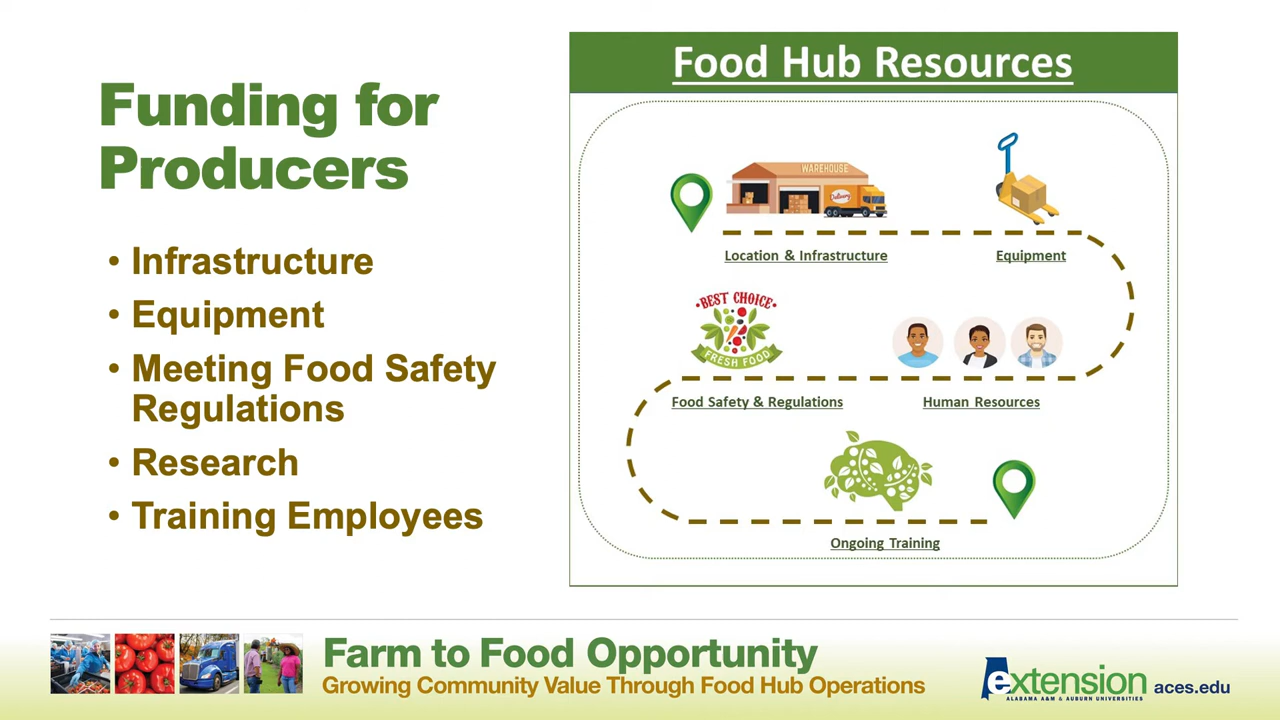 Funding for
Producers
• Infrastructure
• Equipment
• Meeting Food Safety
Regulations
• Research
• Training Employees
Food Hub Resources
WAREHOUSE
Delivery
Location & Infrastructure
Equipment
BEST CHOICE
FRESH FOOD
Food Safety & Regulations
Human Resources
Ongoing Training
Farm to Food Opportunity
Growing Community Value Through Food Hub Operations
extension
ALABAMA A&M & AUBURN UNIVERSITIES
aces.edu